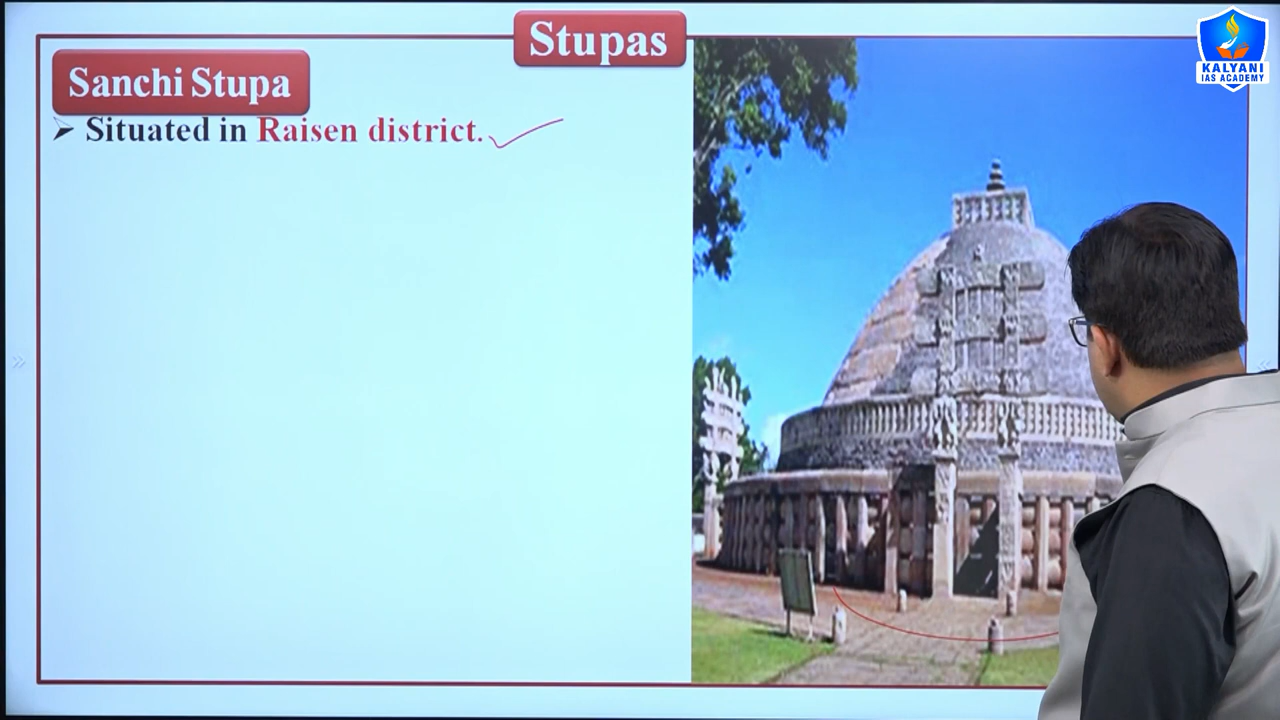 Stupas
Sanchi Stupa
➤ Situated in Raisen district.
KALYANI
IAS ACADEMY